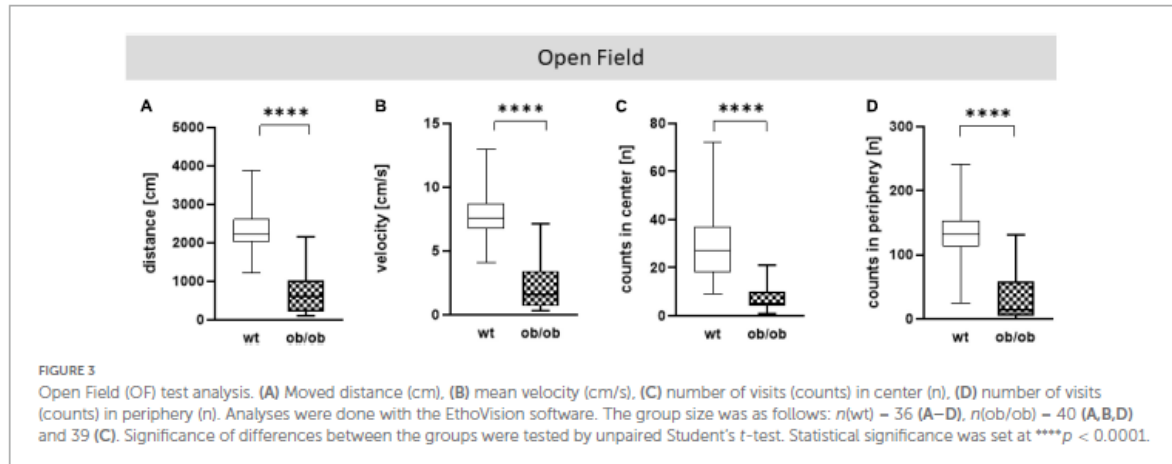 Open Field
A
****
distance [cm]
5000
4000
3000
2000
1000
0
wt ob/ob
B
****
velocity [cm/s]
15
10
5
0
wt ob/ob
C
****
counts in center [n]
80
60
40
20
0
wt ob/ob
D
****
counts in periphery [n]
300
200
100
0
wt ob/ob
FIGURE 3
Open Field (OF) test analysis. (A) Moved distance (cm), (B) mean velocity (cm/s), (C) number of visits (counts) in center (n), (D) number of visits
(counts) in periphery (n). Analyses were done with the EthoVision software. The group size was as follows: n(wt) – 36 (A–D), n(ob/ob) – 40 (A,B,D)
and 39 (C). Significance of differences between the groups were tested by unpaired Student's t-test. Statistical significance was set at ****p < 0.0001.